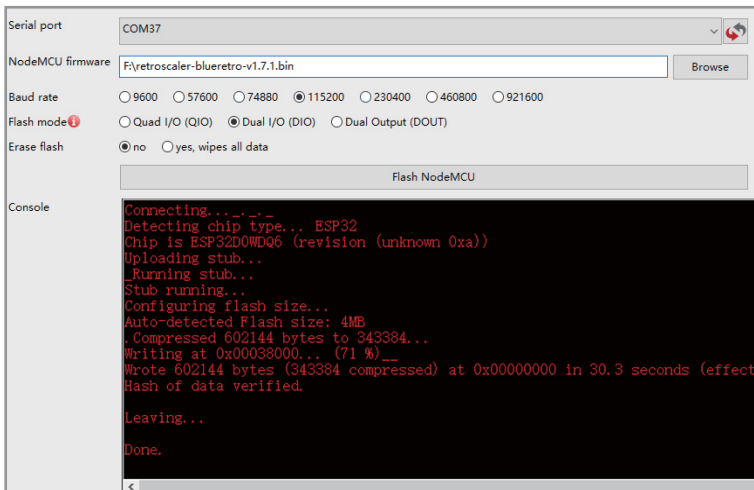 Serial port COM37
NodeMCU firmware F:\retroscaler-blueretro-v1.7.1.bin Browse
Baud rate 9600 57600 74880 115200 230400 460800 921600
Flash mode Quad I/O (QIO) Dual I/O (DIO) Dual Output (DOUT)
Erase flash no yes, wipes all data
Flash NodeMCU
Console
Connecting..._._._
Detecting chip type... ESP32
Chip is ESP32D0WDQ6 (revision (unknown 0xa))
Uploading stub...
_Running stub...
Stub running...
Configuring flash size...
Auto-detected Flash size: 4MB
.Compressed 602144 bytes to 343384...
Writing at 0x00038000... (71 %)__
Wrote 602144 bytes (343384 compressed) at 0x00000000 in 30.3 seconds (effect
Hash of data verified.
Leaving...
Done.